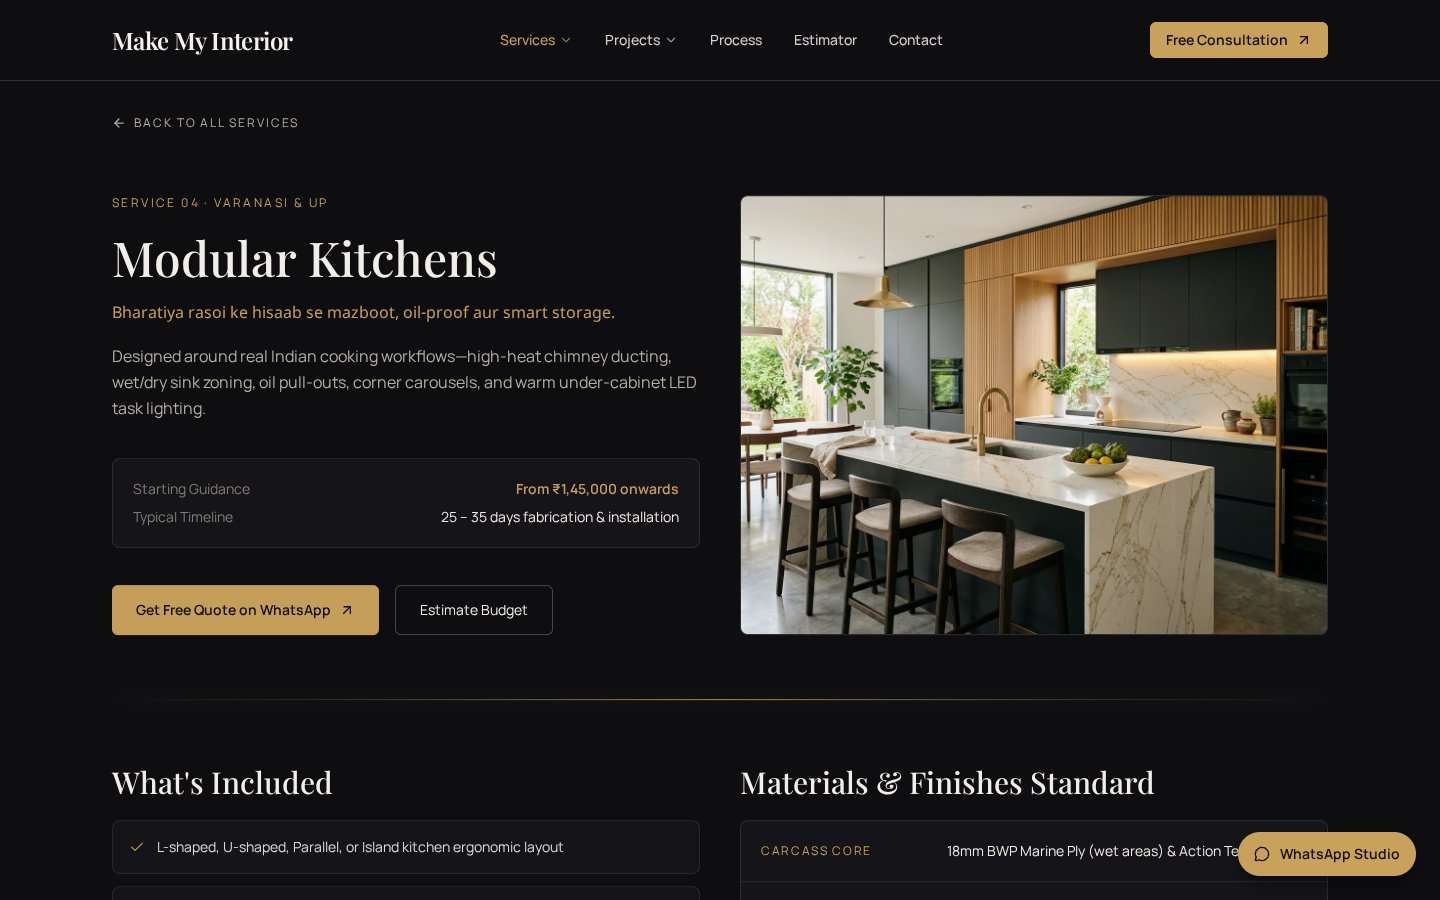 Make My Interior
Services
Projects
Process
Estimator
Contact
Free Consultation
BACK TO ALL SERVICES
SERVICE 04 · VARANASI & UP
Modular Kitchens
Bharatiya rasoi ke hisaab se mazboot, oil-proof aur smart storage.
Designed around real Indian cooking workflows—high-heat chimney ducting,
wet/dry sink zoning, oil pull-outs, corner carousels, and warm under-cabinet LED
task lighting.
Starting Guidance
From ₹1,45,000 onwards
Typical Timeline
25 – 35 days fabrication & installation
Get Free Quote on WhatsApp
Estimate Budget
What's Included
L-shaped, U-shaped, Parallel, or Island kitchen ergonomic layout
Materials & Finishes Standard
CARCASS CORE
18mm BWP Marine Ply (wet areas) & Action
WhatsApp Studio